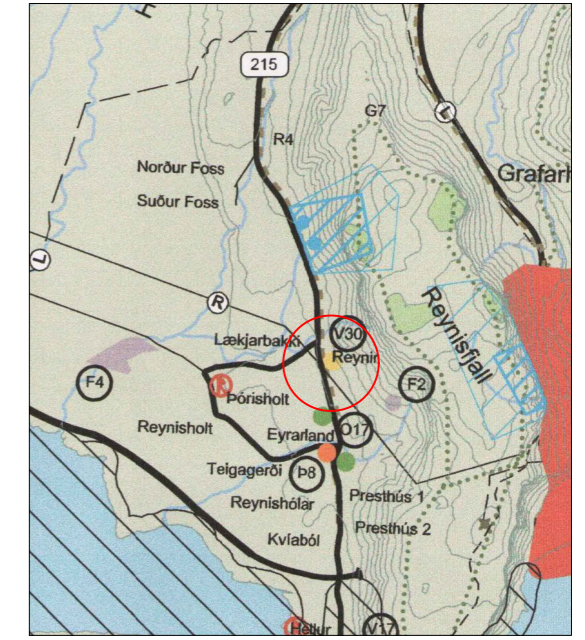 215
G7
R4
L
Grafarh
Norður Foss
Suður Foss
L
R
Reynisfjall
V30
Lækjarbakki
Reynir
F4
F2
Þórisholt
Reynisholt
Eyrarland
O17
Teigagerði
Þ8
Reynishólar
Presthús 1
Presthús 2
Kvíaból
Hellur
V17